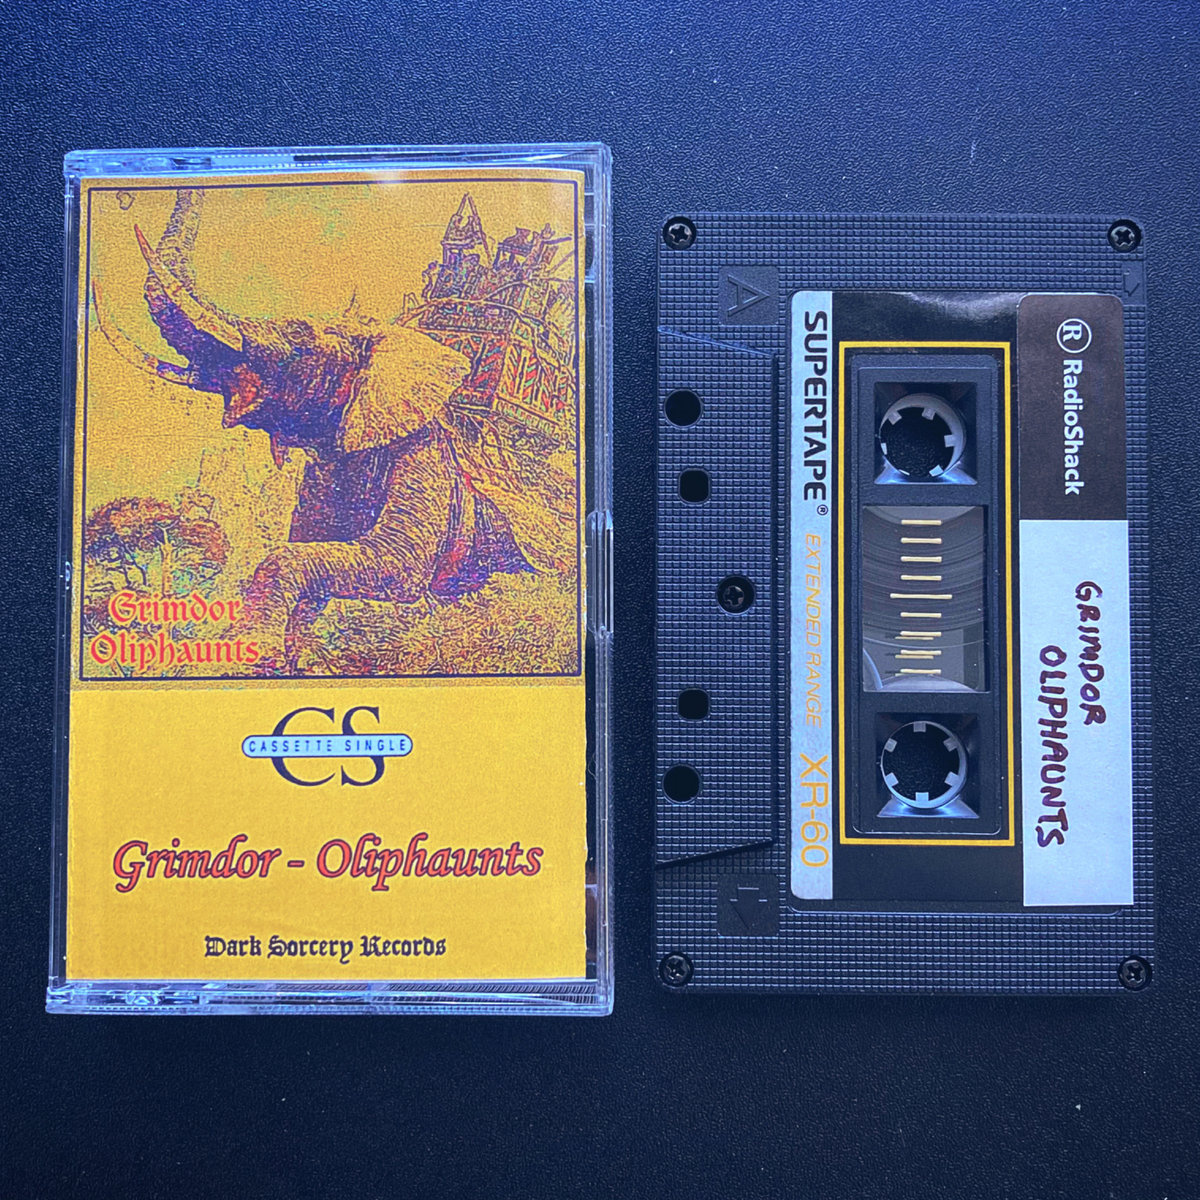 Grimdor
Oliphaunts
CS
CASSETTE SINGLE
Grimdor - Oliphaunts
Dark Sorcery Records
A
SUPERTAPE®
EXTENDED RANGE
XR-60
® RadioShack
GRIMDOR
OLIPHAUNTS